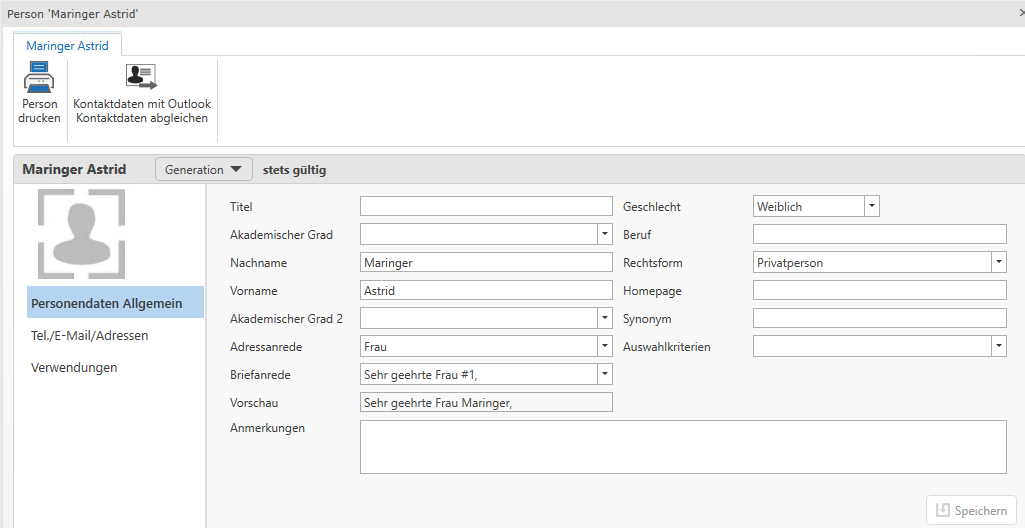 Person 'Maringer Astrid'
Maringer Astrid
Person drucken
Kontaktdaten mit Outlook
Kontaktdaten abgleichen
Maringer Astrid Generation stets gültig
Personendaten Allgemein
Tel./E-Mail/Adressen
Verwendungen
Titel
Akademischer Grad
Nachname Maringer
Vorname Astrid
Akademischer Grad 2
Adressanrede Frau
Briefanrede Sehr geehrte Frau #1,
Vorschau Sehr geehrte Frau Maringer,
Anmerkungen
Geschlecht Weiblich
Beruf
Rechtsform Privatperson
Homepage
Synonym
Auswahlkriterien
Speichern